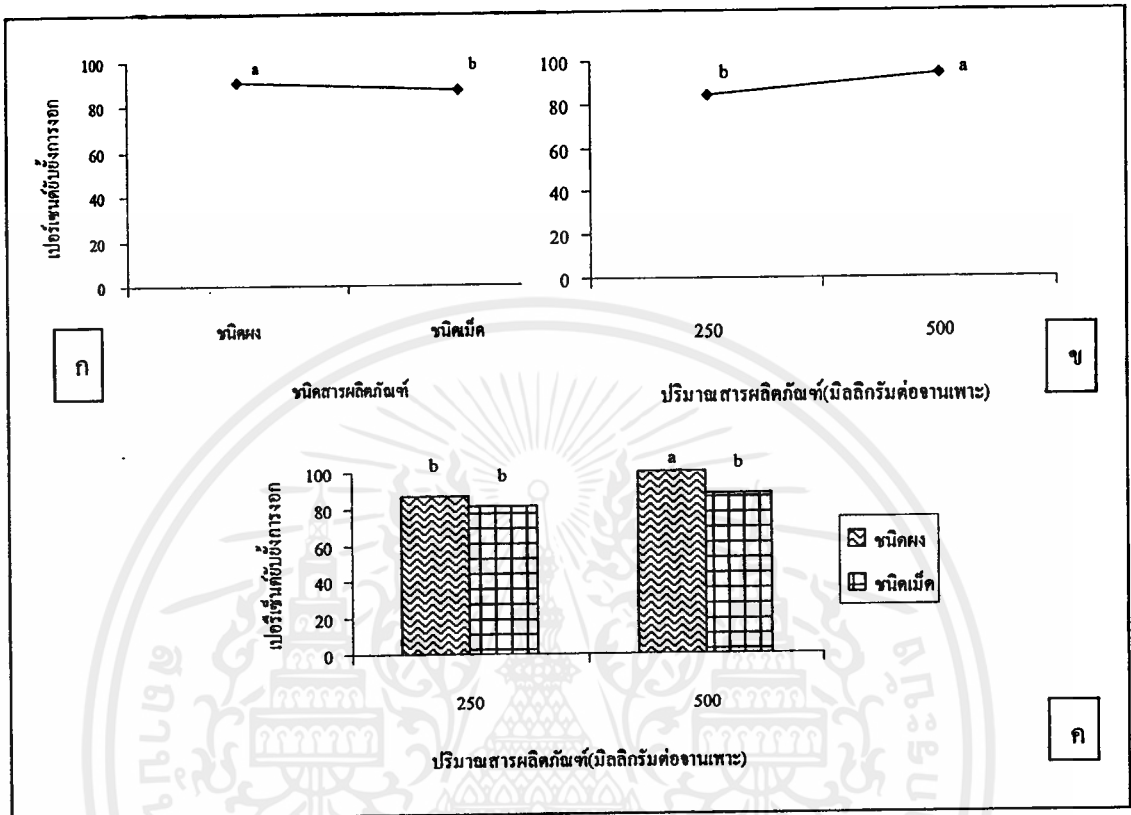 100
80
60
40
20
0
เปอร์เซนต์ยับยั้งการงอก
a
b
ชนิดผง
ชนิดเม็ด
ชนิดสารผลิตภัณฑ์
ก
100
80
60
40
20
0
b
a
250
500
ปริมาณสารผลิตภัณฑ์(มิลลิกรัมต่อจานเพาะ)
ข
100
80
60
40
20
0
เปอร์เซ็นต์ยับยั้งการงอก
b
b
a
b
250
500
ปริมาณสารผลิตภัณฑ์(มิลลิกรัมต่อจานเพาะ)
ชนิดผง
ชนิดเม็ด
ค